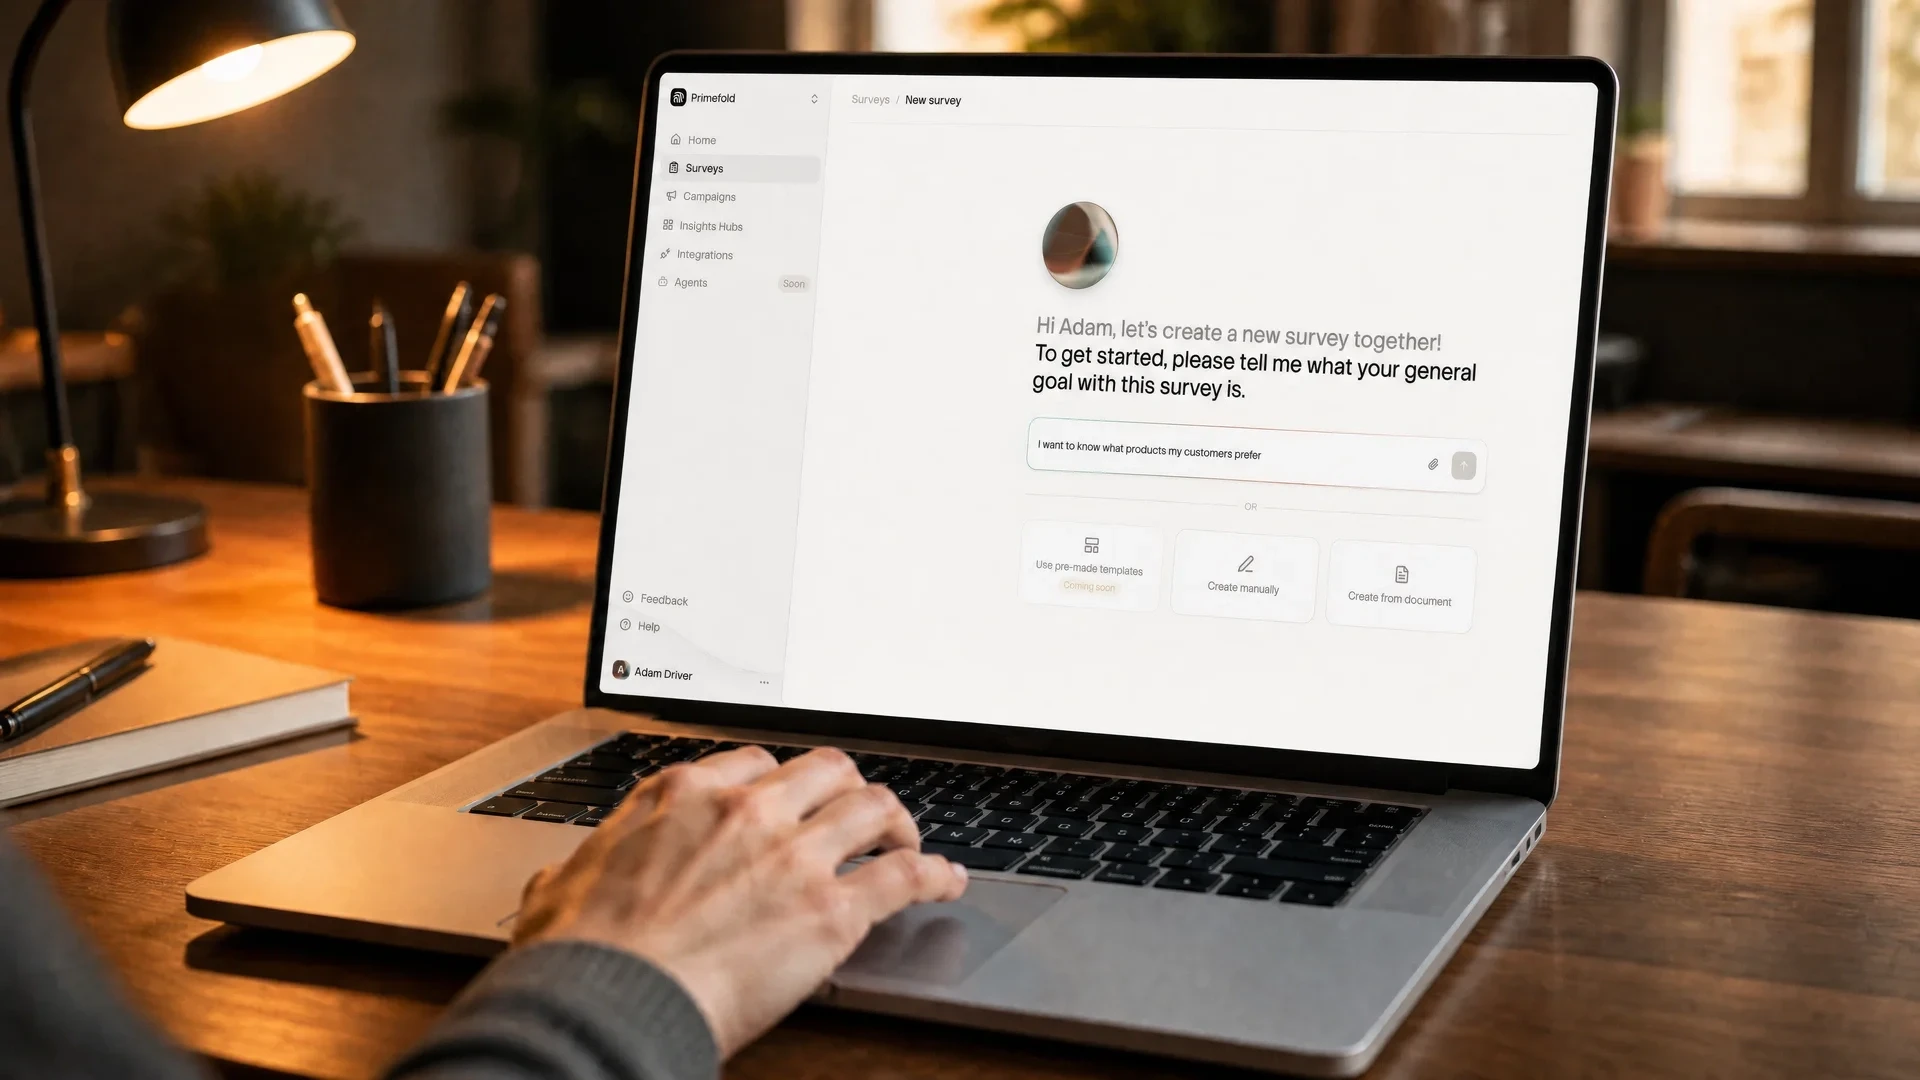 Primefold
Home
Surveys
Campaigns
Insights Hubs
Integrations
Agents
Soon
Feedback
Help
A
Adam Driver
Surveys / New survey
Hi Adam, let's create a new survey together!
To get started, please tell me what your general
goal with this survey is.
I want to know what products my customers prefer
OR
Use pre-made templates
Coming soon
Create manually
Create from document